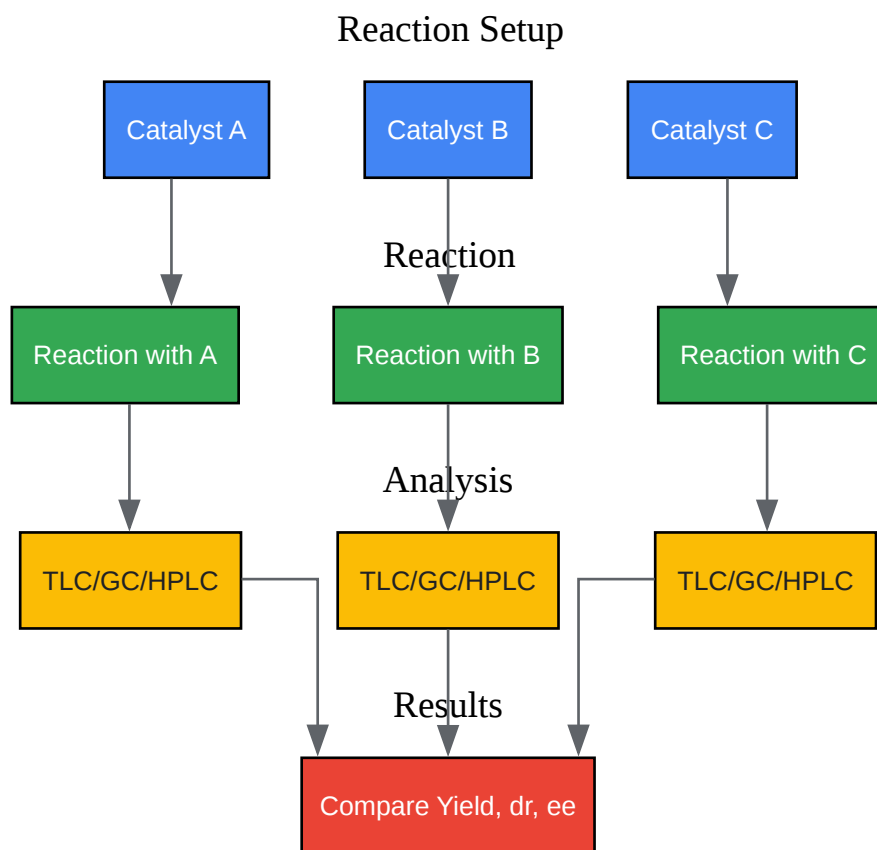 Reaction Setup
Catalyst A
Catalyst B
Catalyst C
Reaction
Reaction with A
Reaction with B
Reaction with C
Analysis
TLC/GC/HPLC
TLC/GC/HPLC
TLC/GC/HPLC
Results
Compare Yield, dr, ee